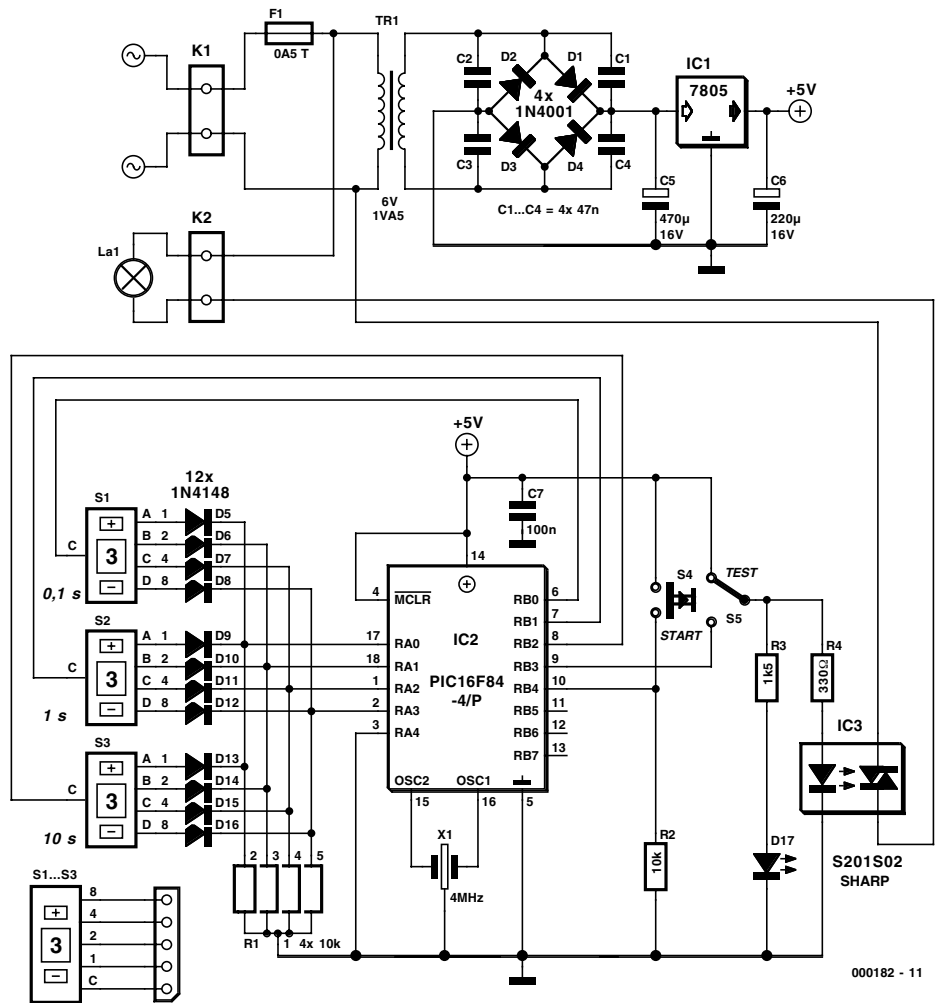 F1
0A5 T
K1
TR1
6V
1VA5
C2
D2
D1
C1
4x
1N4001
C3
D3
D4
C4
C1...C4 = 4x 47n
IC1
7805
+5V
C5
470µ
16V
C6
220µ
16V
K2
La1
+5V
12x
1N4148
S1
C
+
3
−
A 1 D5
B 2 D6
C 4 D7
D 8 D8
0,1 s
S2
C
+
3
−
A 1 D9
B 2 D10
C 4 D11
D 8 D12
1 s
S3
C
+
3
−
A 1 D13
B 2 D14
C 4 D15
D 8 D16
10 s
C7
100n
14
4 MCLR
17 RA0
18 RA1
1 RA2
2 RA3
3 RA4
IC2
PIC16F84
-4/P
RB0 6
RB1 7
RB2 8
RB3 9
RB4 10
RB5 11
RB6 12
RB7 13
OSC2 OSC1
15 16 5
X1
4MHz
S4
START
TEST
S5
R3
1k5
R4
330Ω
IC3
S201S02
SHARP
D17
R2
10k
2 3 4 5
R1 1 4x 10k
S1...S3
+
3
−
8
4
2
1
C
000182 - 11